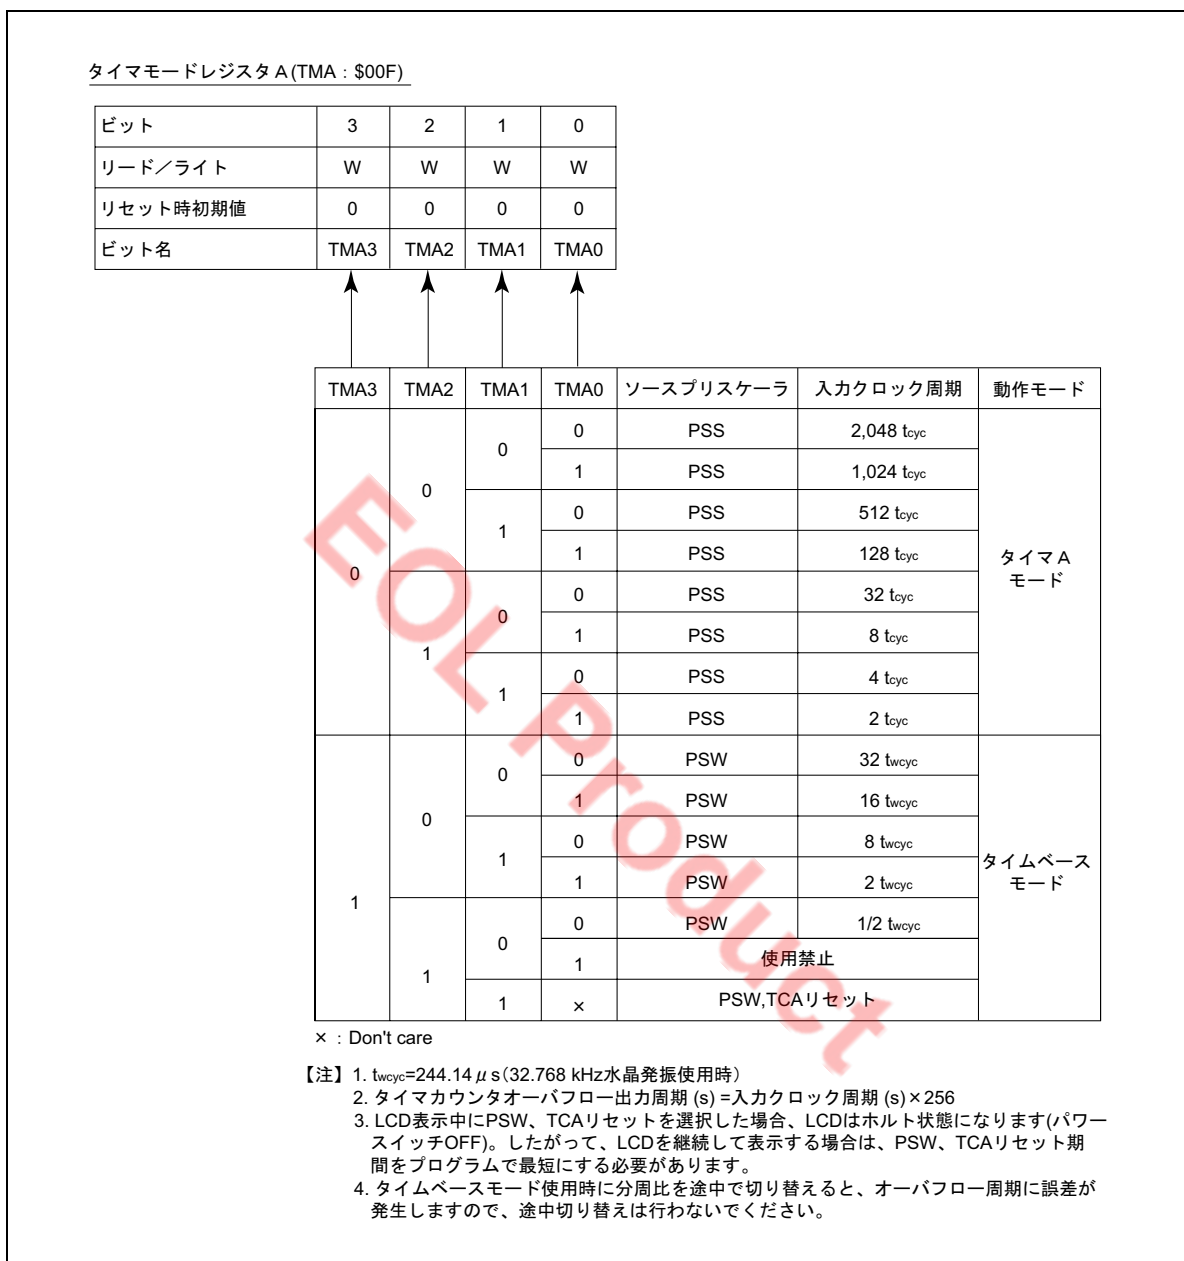 タイマモードレジスタA(TMA:$00F)
ビット 3 2 1 0
リード／ライト W W W W
リセット時初期値 0 0 0 0
ビット名 TMA3 TMA2 TMA1 TMA0
TMA3 TMA2 TMA1 TMA0 ソースプリスケーラ 入力クロック周期 動作モード
0 0 0 0 PSS 2,048 tcyc タイマA モード
1 PSS 1,024 tcyc
1 0 PSS 512 tcyc
1 PSS 128 tcyc
1 0 0 PSS 32 tcyc
1 PSS 8 tcyc
1 0 PSS 4 tcyc
1 PSS 2 tcyc
1 0 0 0 PSW 32 twcyc タイムベース モード
1 PSW 16 twcyc
1 0 PSW 8 twcyc
1 PSW 2 twcyc
1 0 0 PSW 1/2 twcyc
1 使用禁止
1 × PSW,TCAリセット
×：Don't care
【注】1. twcyc=244.14μs(32.768 kHz水晶発振使用時)
2. タイマカウンタオーバフロー出力周期 (s) =入力クロック周期 (s)×256
3. LCD表示中にPSW、TCAリセットを選択した場合、LCDはホルト状態になります(パワー
スイッチOFF)。したがって、LCDを継続して表示する場合は、PSW、TCAリセット期
間をプログラムで最短にする必要があります。
4. タイムベースモード使用時に分周比を途中で切り替えると、オーバフロー周期に誤差が
発生しますので、途中切り替えは行わないでください。
EOL Product